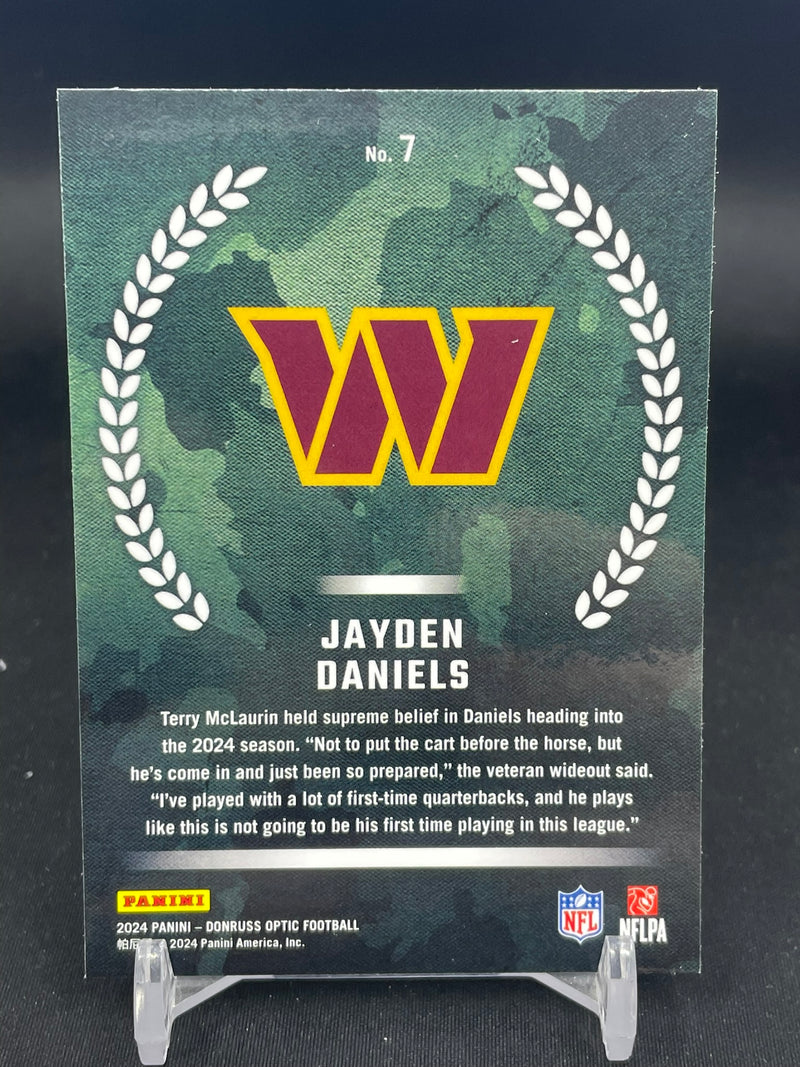 No. 7
W
JAYDEN
DANIELS
Terry McLaurin held supreme belief in Daniels heading into
the 2024 season. “Not to put the cart before the horse, but
he’s come in and just been so prepared,” the veteran wideout said.
“I’ve played with a lot of first-time quarterbacks, and he plays
like this is not going to be his first time playing in this league.”
PANINI
2024 PANINI – DONRUSS OPTIC FOOTBALL
帕尼 2024 Panini America, Inc.
NFL
NFLPA